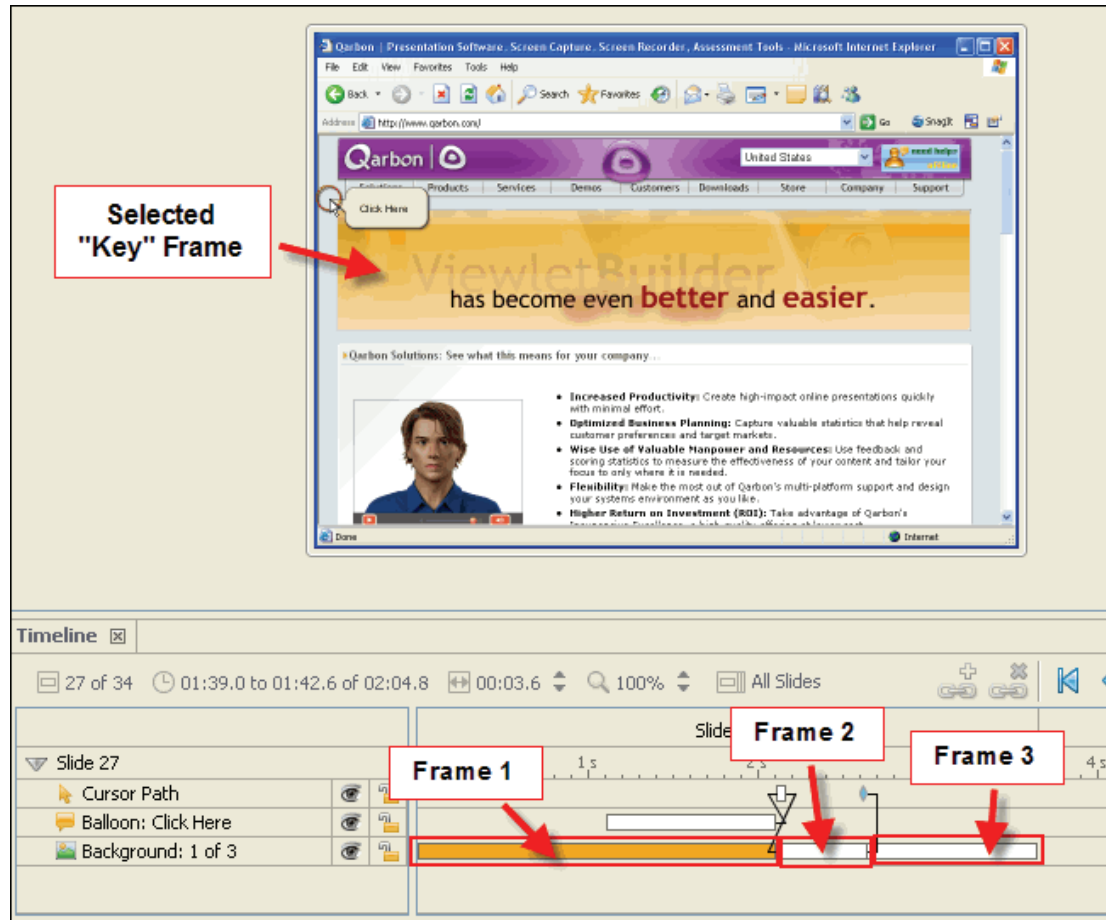 Qarbon | Presentation Software, Screen Capture, Screen Recorder, Assessment Tools - Microsoft Internet Explorer
File Edit View Favorites Tools Help
Back Search Favorites
Address http://www.qarbon.com/ Go SnagIt
Qarbon United States need help?
Solutions Products Services Demos Customers Downloads Store Company Support
Click Here
Selected
"Key" Frame
ViewletBuilder
has become even better and easier.
Qarbon Solutions: See what this means for your company...
• Increased Productivity: Create high-impact online presentations quickly
with minimal effort.
• Optimized Business Planning: Capture valuable statistics that help reveal
customer preferences and target markets.
• Wise Use of Valuable Manpower and Resources: Use feedback and
scoring statistics to measure the effectiveness of your content and tailor your
focus to only where it is needed.
• Flexibility: Make the most out of Qarbon's multi-platform support and design
your systems environment as you like.
• Higher Return on Investment (ROI): Take advantage of Qarbon's
Done Internet
Timeline
27 of 34 01:39.0 to 01:42.6 of 02:04.8 00:03.6 100% All Slides
Slide
Frame 1 Frame 2 Frame 3
Slide 27 1s 2s 4s
Cursor Path
Balloon: Click Here
Background: 1 of 3